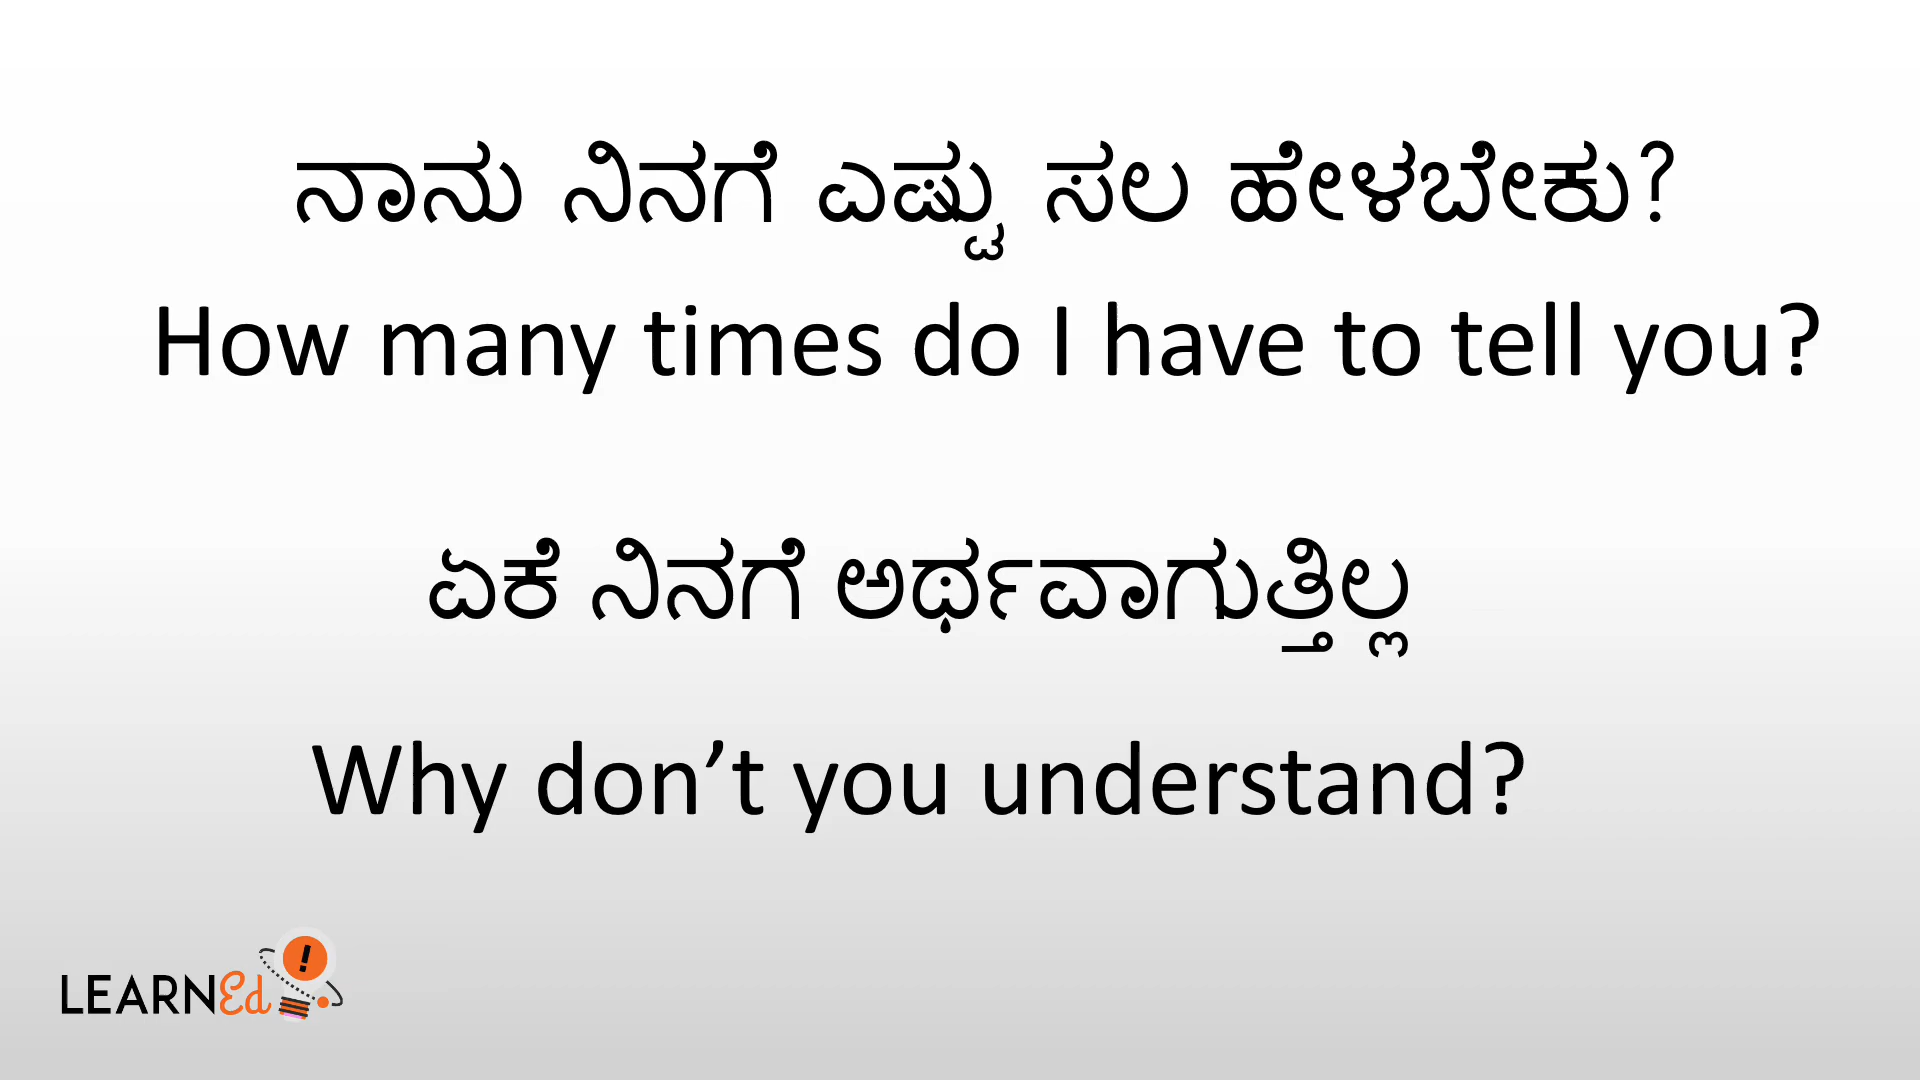 ನಾನು ನಿನಗೆ ಎಷ್ಟು ಸಲ ಹೇಳಬೇಕು?
How many times do I have to tell you?
ಏಕೆ ನಿನಗೆ ಅರ್ಥವಾಗುತ್ತಿಲ್ಲ
Why don’t you understand?
LEARNEd